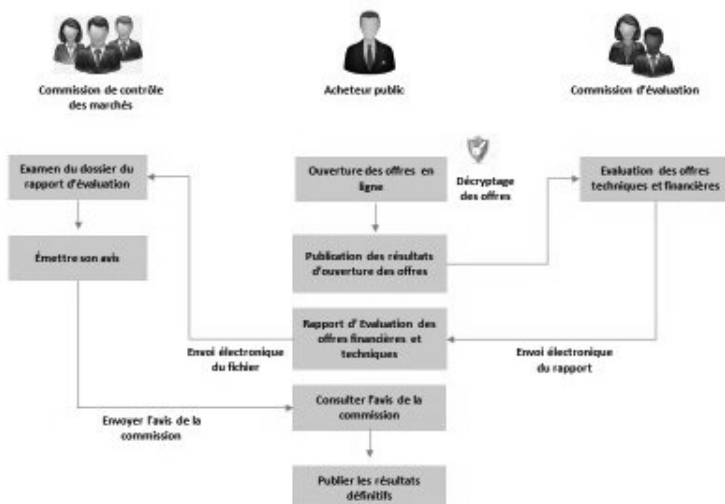 Commission de contrôle
des marchés
Acheteur public
Commission d'évaluation
Examen du dossier du
rapport d'évaluation
Ouverture des offres en
ligne
Décryptage
des offres
Evaluation des offres
techniques et financières
Émettre son avis
Publication des résultats
d'ouverture des offres
Rapport d' Evaluation des
offres financières et
techniques
Envoi électronique
du fichier
Envoi électronique
du rapport
Envoyer l'avis de la
commission
Consulter l'avis de la
commission
Publier les résultats
définitifs